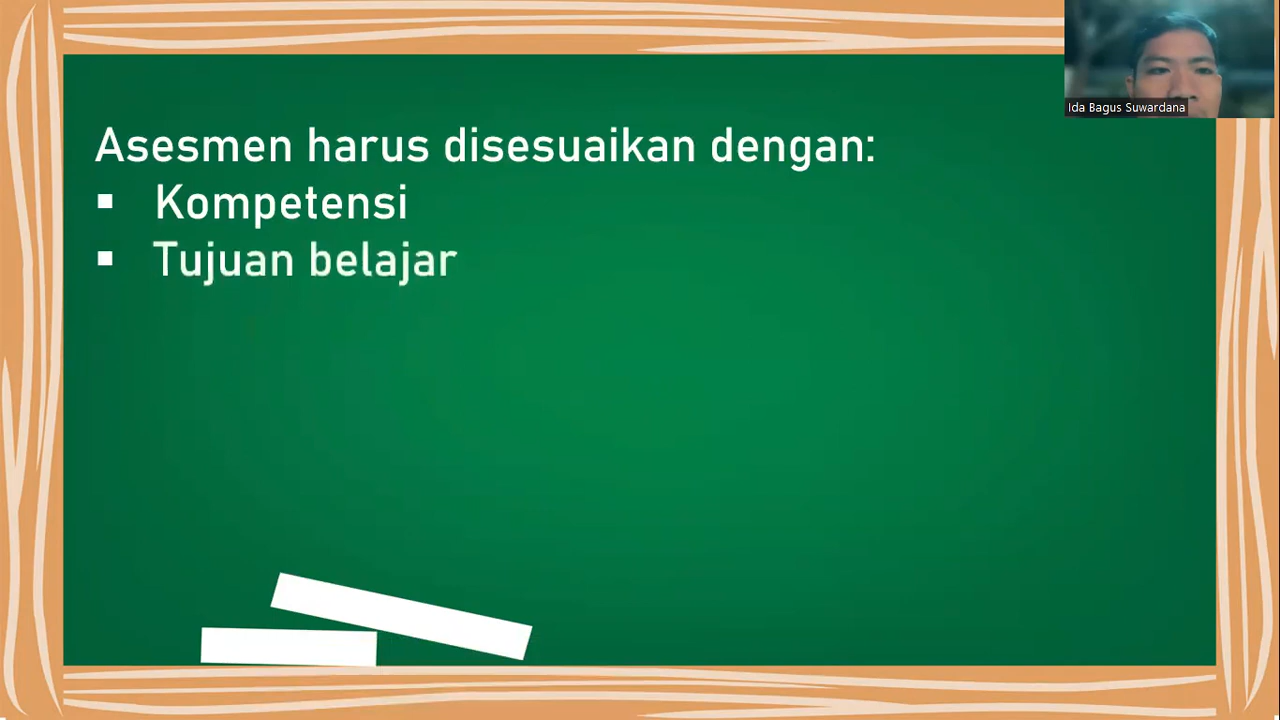 Ida Bagus Suwardana
Asesmen harus disesuaikan dengan:
▪ Kompetensi
▪ Tujuan belajar